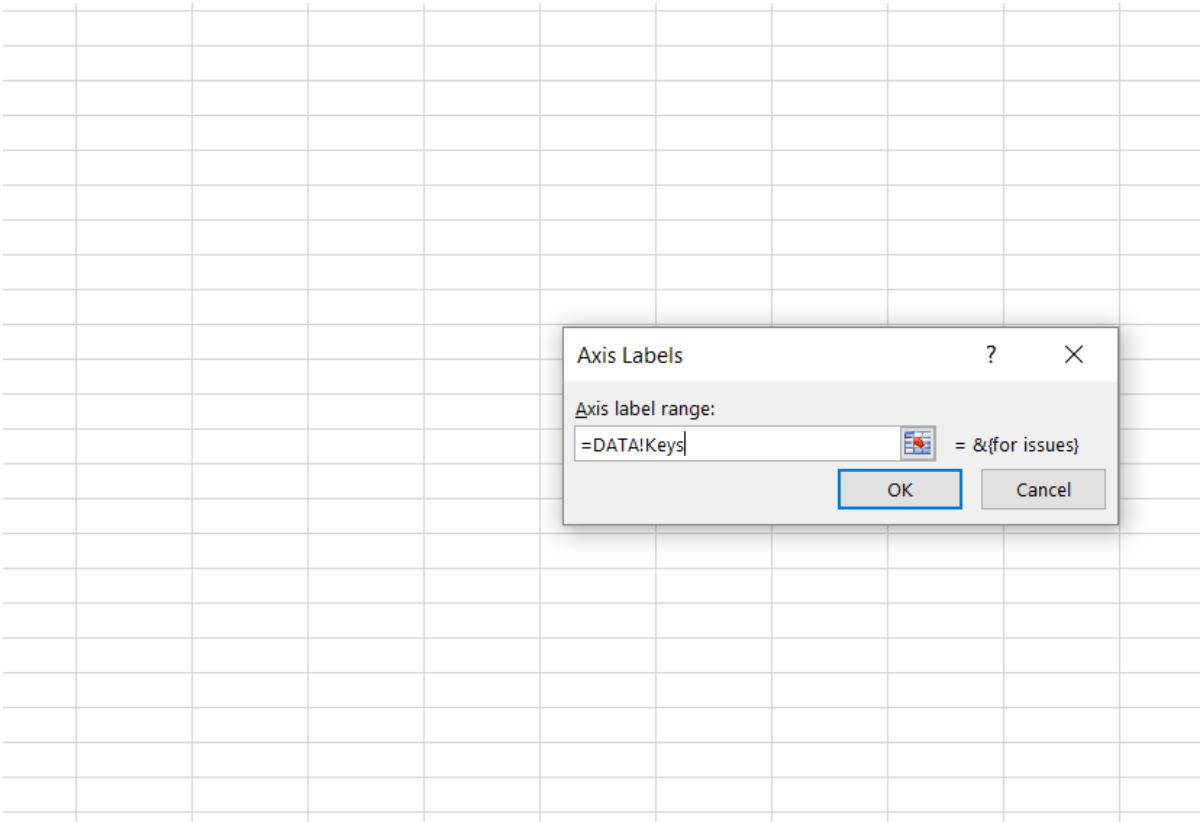 Axis Labels ?
Axis label range:
=DATA!Keys = &{for issues}
OK Cancel